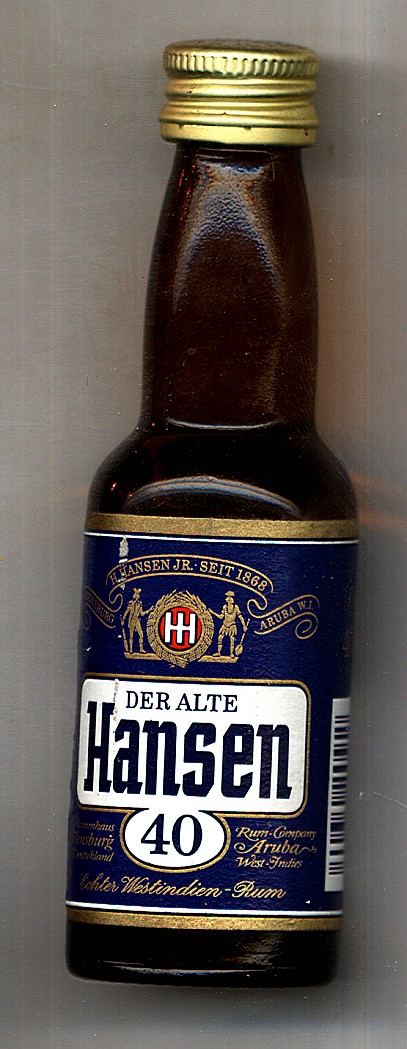 H. HANSEN JR. · SEIT 1868
ARUBA W.I.
HH
DER ALTE
Hansen
40
Rum-Company
Aruba
West-Indies
Echter Westindien-Rum